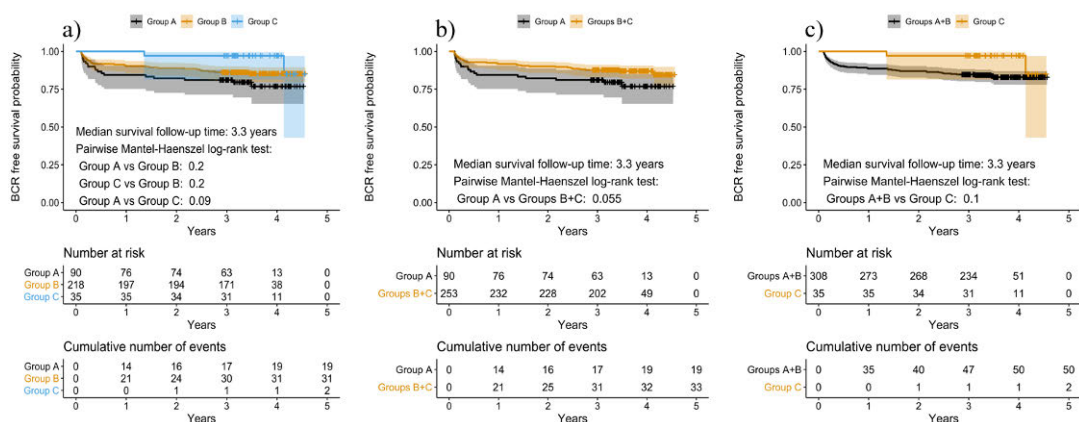 a)
Group A Group B Group C
BCR free survival probability
1.00
0.75
0.50
0.25
0.00
Median survival follow-up time: 3.3 years
Pairwise Mantel-Haenszel log-rank test:
Group A vs Group B: 0.2
Group C vs Group B: 0.2
Group A vs Group C: 0.09
0 1 2 3 4 5
Years
Number at risk
Group A 90 76 74 63 13 0
Group B 218 197 194 171 38 0
Group C 35 35 34 31 11 0
0 1 2 3 4 5
Years
Cumulative number of events
Group A 0 14 16 17 19 19
Group B 0 21 24 30 31 31
Group C 0 0 1 1 1 2
0 1 2 3 4 5
Years
b)
Group A Groups B+C
BCR free survival probability
1.00
0.75
0.50
0.25
0.00
Median survival follow-up time: 3.3 years
Pairwise Mantel-Haenszel log-rank test:
Group A vs Groups B+C: 0.055
0 1 2 3 4 5
Years
Number at risk
Group A 90 76 74 63 13 0
Groups B+C 253 232 228 202 49 0
0 1 2 3 4 5
Years
Cumulative number of events
Group A 0 14 16 17 19 19
Groups B+C 0 21 25 31 32 33
0 1 2 3 4 5
Years
c)
Groups A+B Group C
BCR free survival probability
1.00
0.75
0.50
0.25
0.00
Median survival follow-up time: 3.3 years
Pairwise Mantel-Haenszel log-rank test:
Groups A+B vs Group C: 0.1
0 1 2 3 4 5
Years
Number at risk
Groups A+B 308 273 268 234 51 0
Group C 35 35 34 31 11 0
0 1 2 3 4 5
Years
Cumulative number of events
Groups A+B 0 35 40 47 50 50
Group C 0 0 1 1 1 2
0 1 2 3 4 5
Years